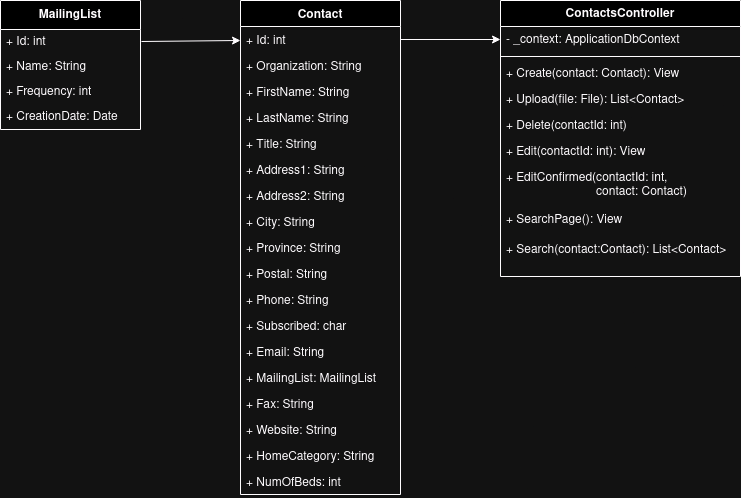 MailingList
+ Id: int
+ Name: String
+ Frequency: int
+ CreationDate: Date
Contact
+ Id: int
+ Organization: String
+ FirstName: String
+ LastName: String
+ Title: String
+ Address1: String
+ Address2: String
+ City: String
+ Province: String
+ Postal: String
+ Phone: String
+ Subscribed: char
+ Email: String
+ MailingList: MailingList
+ Fax: String
+ Website: String
+ HomeCategory: String
+ NumOfBeds: int
ContactsController
- _context: ApplicationDbContext
+ Create(contact: Contact): View
+ Upload(file: File): List<Contact>
+ Delete(contactId: int)
+ Edit(contactId: int): View
+ EditConfirmed(contactId: int,
contact: Contact)
+ SearchPage(): View
+ Search(contact:Contact): List<Contact>